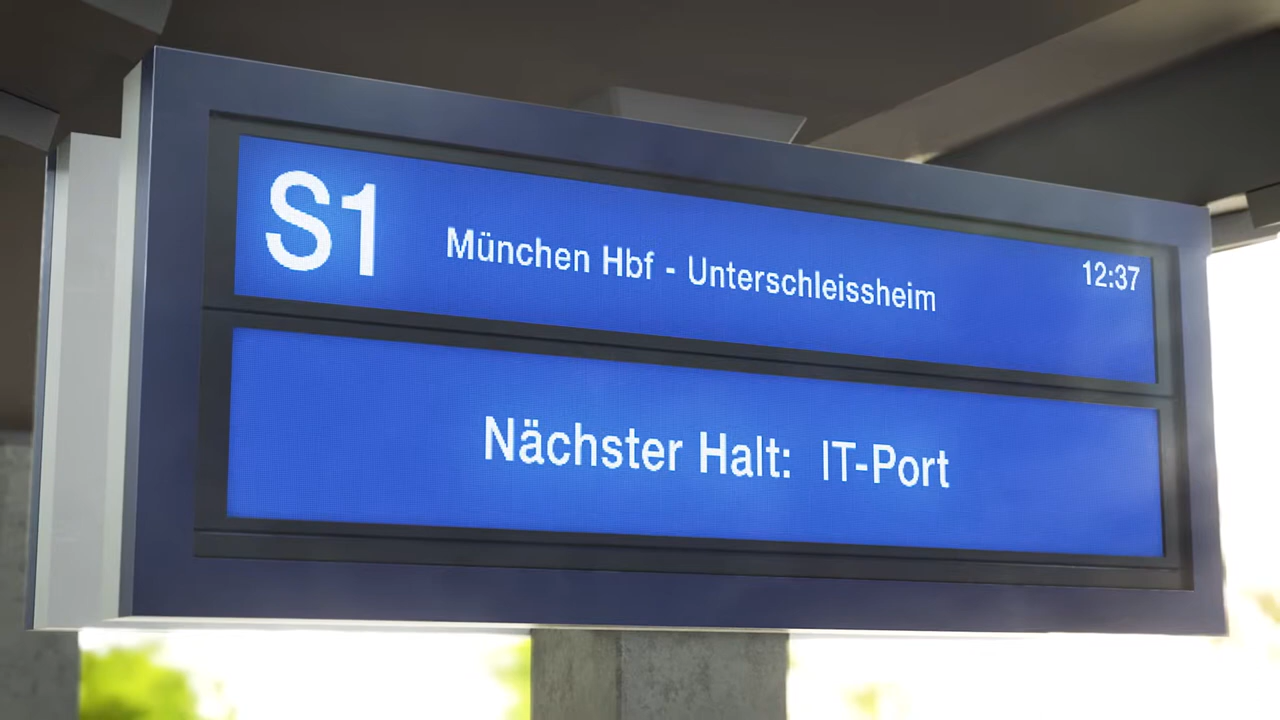 S1 München Hbf - Unterschleissheim 12:37
Nächster Halt: IT-Port